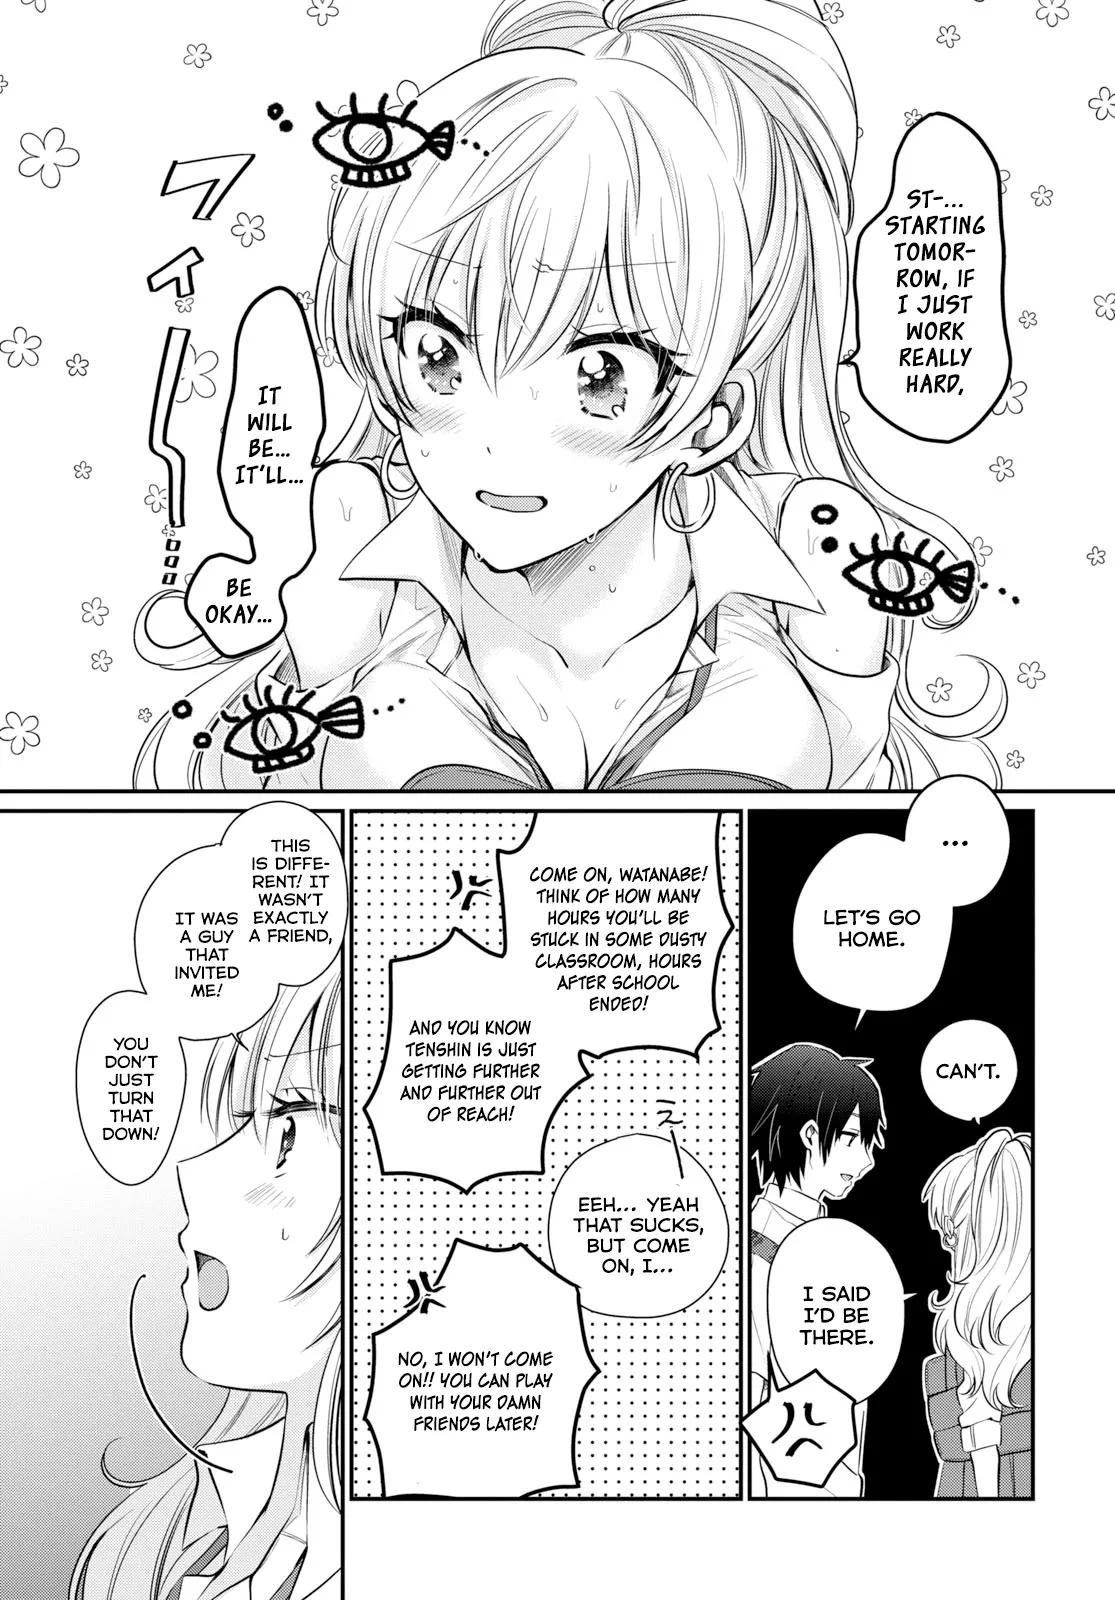 ST-...
STARTING
TOMOR-
ROW, IF
I JUST
WORK
REALLY
HARD,
IT
WILL
BE...
IT'LL...
BE
OKAY...
フイ
...
LET'S GO
HOME.
CAN'T.
I SAID
I'D BE
THERE.
COME ON, WATANABE!
THINK OF HOW MANY
HOURS YOU'LL BE
STUCK IN SOME DUSTY
CLASSROOM, HOURS
AFTER SCHOOL
ENDED!
AND YOU KNOW
TENSHIN IS JUST
GETTING FURTHER
AND FURTHER OUT
OF REACH!
え
EEH... YEAH
THAT SUCKS,
BUT COME
ON, I...
NO, I WON'T COME
ON!! YOU CAN PLAY
WITH YOUR DAMN
FRIENDS LATER!
THIS
IS DIFFE-
RENT! IT
WASN'T
EXACTLY
A FRIEND,
IT WAS
A GUY
THAT
INVITED
ME!
YOU
DON'T
JUST
TURN
THAT
DOWN!